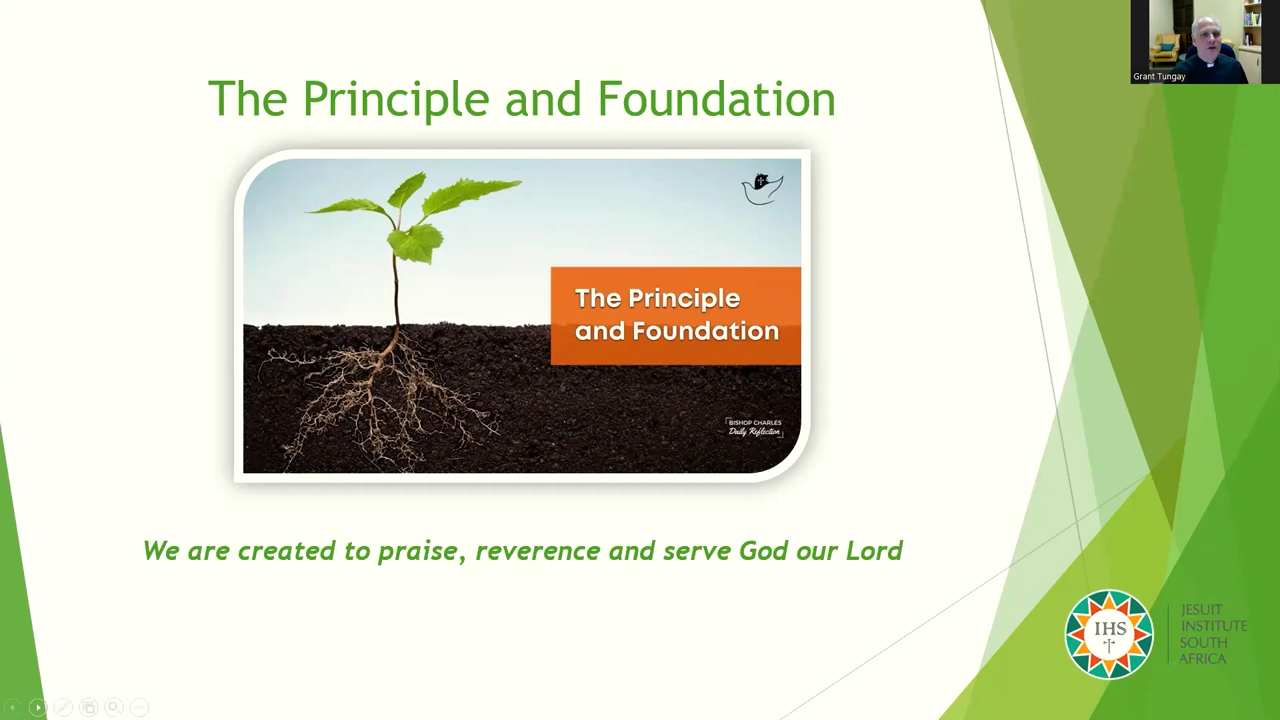 Grant Tungay
The Principle and Foundation
The Principle
and Foundation
BISHOP CHARLES
Daily Reflection
We are created to praise, reverence and serve God our Lord
IHS
JESUIT
INSTITUTE
SOUTH
AFRICA